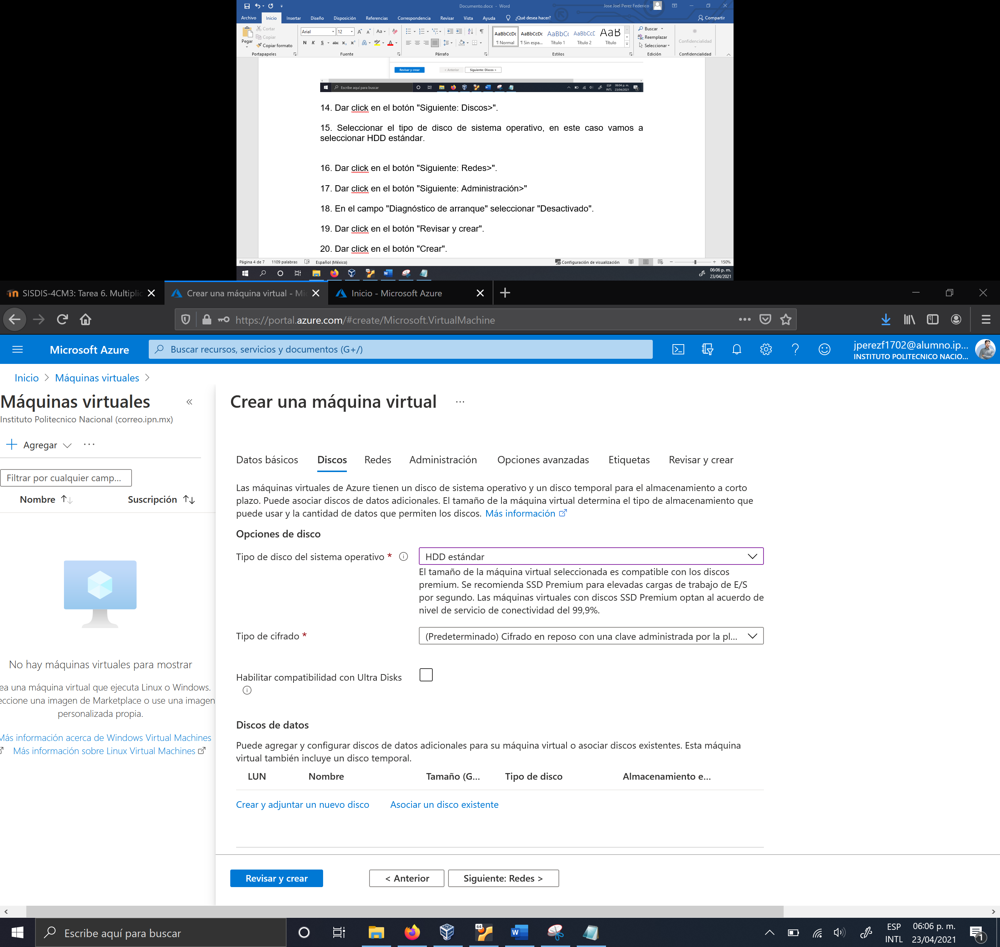 Documento.docx - Word
Jose Joel Perez Federico
Archivo Inicio Insertar Diseño Disposición Referencias Correspondencia Revisar Vista Ayuda ¿Qué desea hacer? Compartir
Pegar
Cortar
Copiar
Copiar formato
Portapapeles
Arial 12
Aa
N K S abc x₂ x²
Fuente
Párrafo
AaBbCcDc AaBbCcDc AaBbC AaBbCcE AaB
¶ Normal ¶ Sin espa... Título 1 Título 2 Título
Estilos
Buscar
Reemplazar
Seleccionar
Edición
Confidencialidad
Confidencialidad
Revisar y crear < Anterior Siguiente: Discos >
Escribe aquí para buscar
ESP 06:04 p. m.
INTL 23/04/2021
14. Dar click en el botón "Siguiente: Discos>".
15. Seleccionar el tipo de disco de sistema operativo, en este caso vamos a
seleccionar HDD estándar.
16. Dar click en el botón "Siguiente: Redes>".
17. Dar click en el botón "Siguiente: Administración>"
18. En el campo "Diagnóstico de arranque" seleccionar "Desactivado".
19. Dar click en el botón "Revisar y crear".
20. Dar click en el botón "Crear".
Página 4 de 7 1109 palabras Español (México) Configuración de visualización 150%
06:06 p. m.
23/04/2021
SISDIS-4CM3: Tarea 6. Multiplic
Crear una máquina virtual - Mi
Inicio - Microsoft Azure
https://portal.azure.com/#create/Microsoft.VirtualMachine
Microsoft Azure
Buscar recursos, servicios y documentos (G+/)
jperezf1702@alumno.ip...
INSTITUTO POLITECNICO NACIO...
Inicio > Máquinas virtuales >
Máquinas virtuales «
Instituto Politecnico Nacional (correo.ipn.mx)
+ Agregar ...
Filtrar por cualquier camp...
Nombre ↑↓ Suscripción ↑↓
No hay máquinas virtuales para mostrar
ea una máquina virtual que ejecuta Linux o Windows.
eccione una imagen de Marketplace o use una imagen
personalizada propia.
Más información acerca de Windows Virtual Machines
Más información sobre Linux Virtual Machines
Crear una máquina virtual ...
Datos básicos Discos Redes Administración Opciones avanzadas Etiquetas Revisar y crear
Las máquinas virtuales de Azure tienen un disco de sistema operativo y un disco temporal para el almacenamiento a corto
plazo. Puede asociar discos de datos adicionales. El tamaño de la máquina virtual determina el tipo de almacenamiento que
puede usar y la cantidad de datos que permiten los discos. Más información
Opciones de disco
Tipo de disco del sistema operativo *
HDD estándar
El tamaño de la máquina virtual seleccionada es compatible con los discos
premium. Se recomienda SSD Premium para elevadas cargas de trabajo de E/S
por segundo. Las máquinas virtuales con discos SSD Premium optan al acuerdo de
nivel de servicio de conectividad del 99,9%.
Tipo de cifrado *
(Predeterminado) Cifrado en reposo con una clave administrada por la pl...
Habilitar compatibilidad con Ultra Disks
Discos de datos
Puede agregar y configurar discos de datos adicionales para su máquina virtual o asociar discos existentes. Esta máquina
virtual también incluye un disco temporal.
LUN Nombre Tamaño (G... Tipo de disco Almacenamiento e...
Crear y adjuntar un nuevo disco Asociar un disco existente
Revisar y crear < Anterior Siguiente: Redes >
Escribe aquí para buscar
64
ESP
INTL
06:06 p. m.
23/04/2021
1